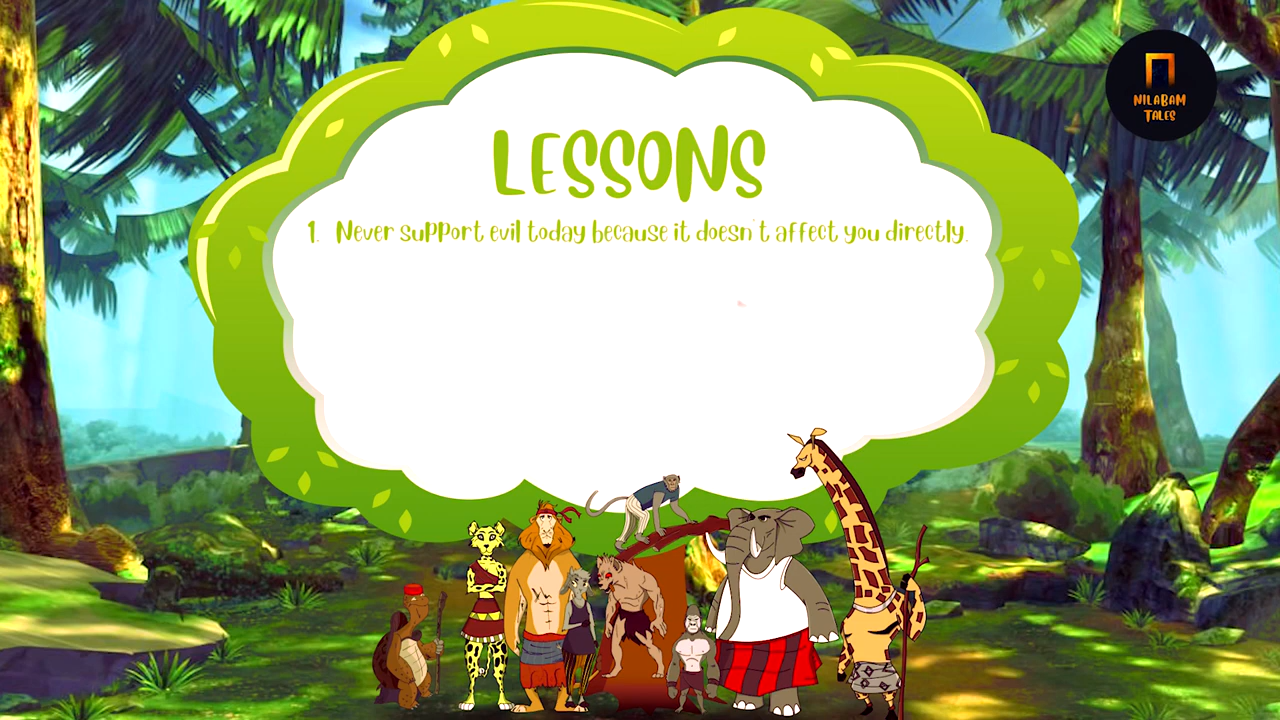 NILABAM
TALES
LESSONS
1. Never support evil today because it doesn't affect you directly.